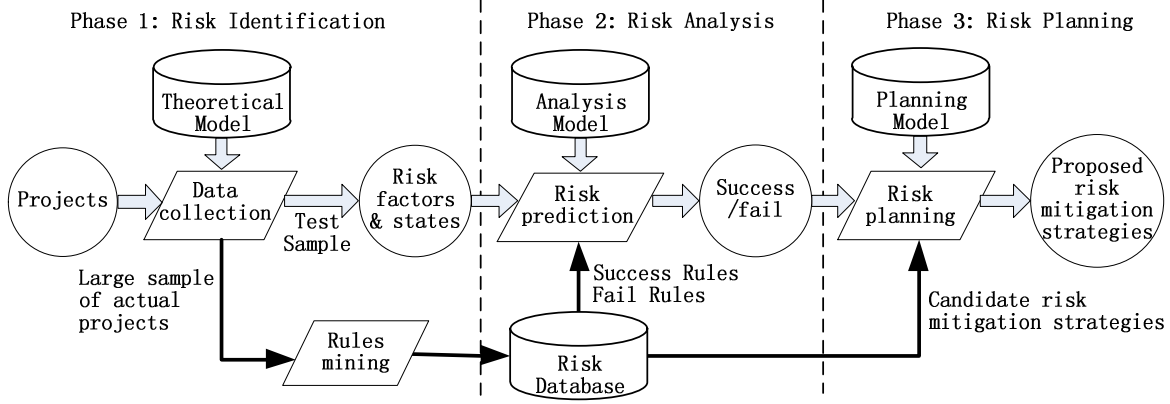 Phase 1: Risk Identification
Phase 2: Risk Analysis
Phase 3: Risk Planning
Theoretical
Model
Analysis
Model
Planning
Model
Projects
Data
collection
Test
Sample
Risk
factors
& states
Risk
prediction
Success
/fail
Risk
planning
Proposed
risk
mitigation
strategies
Large sample
of actual
projects
Success Rules
Fail Rules
Candidate risk
mitigation strategies
Rules
mining
Risk
Database